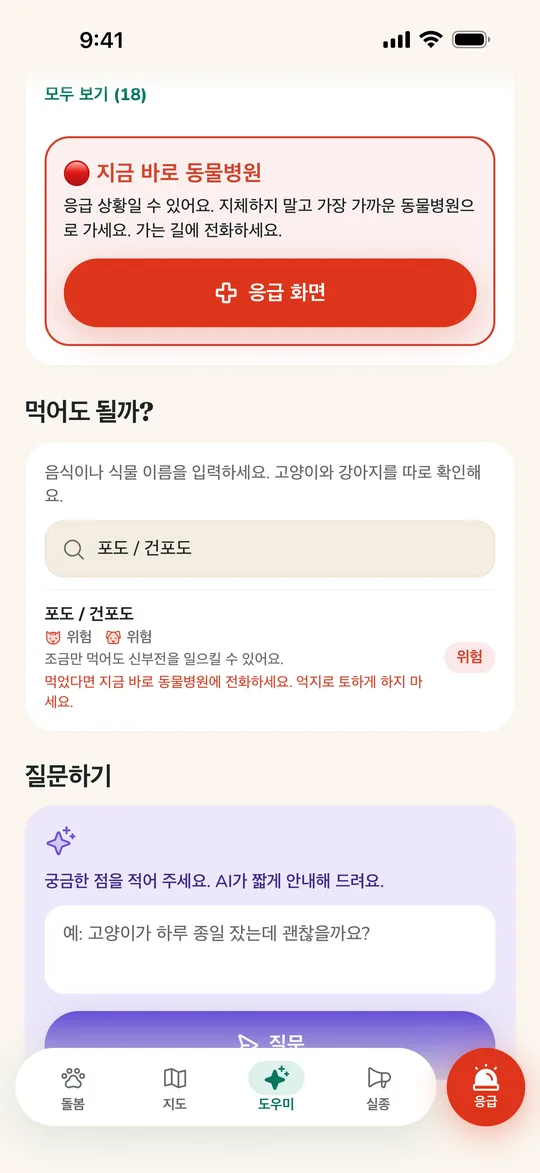 9:41
모두 보기 (18)
지금 바로 동물병원
응급 상황일 수 있어요. 지체하지 말고 가장 가까운 동물병원으
로 가세요. 가는 길에 전화하세요.
응급 화면
먹어도 될까?
음식이나 식물 이름을 입력하세요. 고양이와 강아지를 따로 확인해
요.
포도 / 건포도
포도 / 건포도
위험 위험
조금만 먹어도 신부전을 일으킬 수 있어요.
위험
먹었다면 지금 바로 동물병원에 전화하세요. 억지로 토하게 하지 마
세요.
질문하기
궁금한 점을 적어 주세요. AI가 짧게 안내해 드려요.
예: 고양이가 하루 종일 잤는데 괜찮을까요?
질문
돌봄
지도
도우미
실종
응급